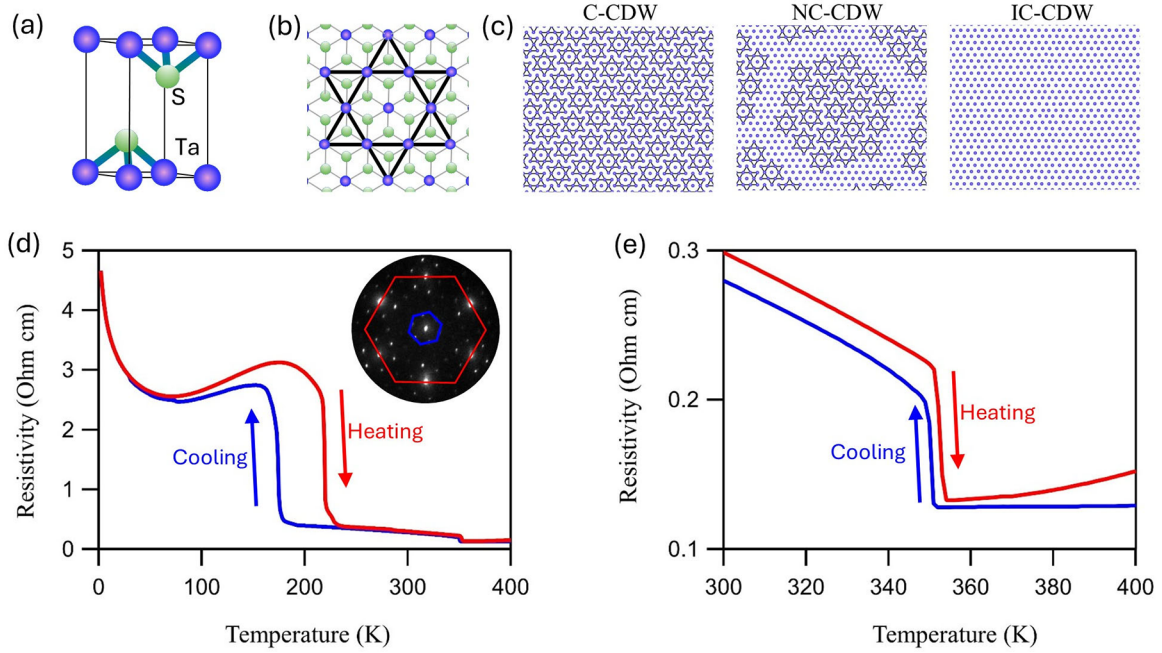 (a)
S
Ta
(b)
(c)
C-CDW
NC-CDW
IC-CDW
(d)
5
4
3
2
1
0
Resistivity (Ohm cm)
Cooling
Heating
0
100
200
300
400
Temperature (K)
(e)
0.3
0.2
0.1
Resistivity (Ohm cm)
Cooling
Heating
300
320
340
360
380
400
Temperature (K)